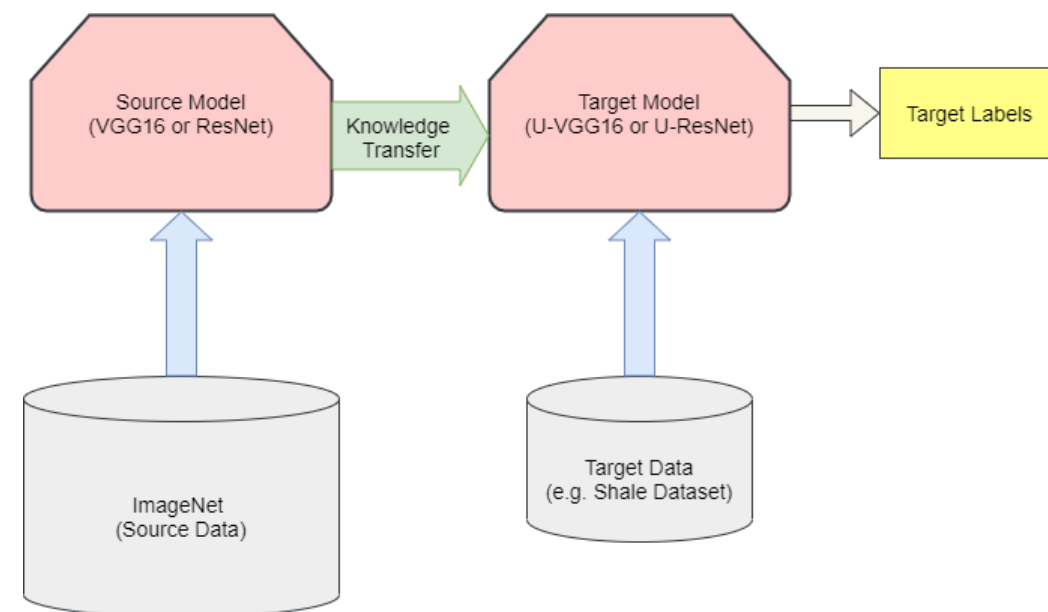 Source Model
(VGG16 or ResNet)
Knowledge
Transfer
Target Model
(U-VGG16 or U-ResNet)
Target Labels
ImageNet
(Source Data)
Target Data
(e.g. Shale Dataset)